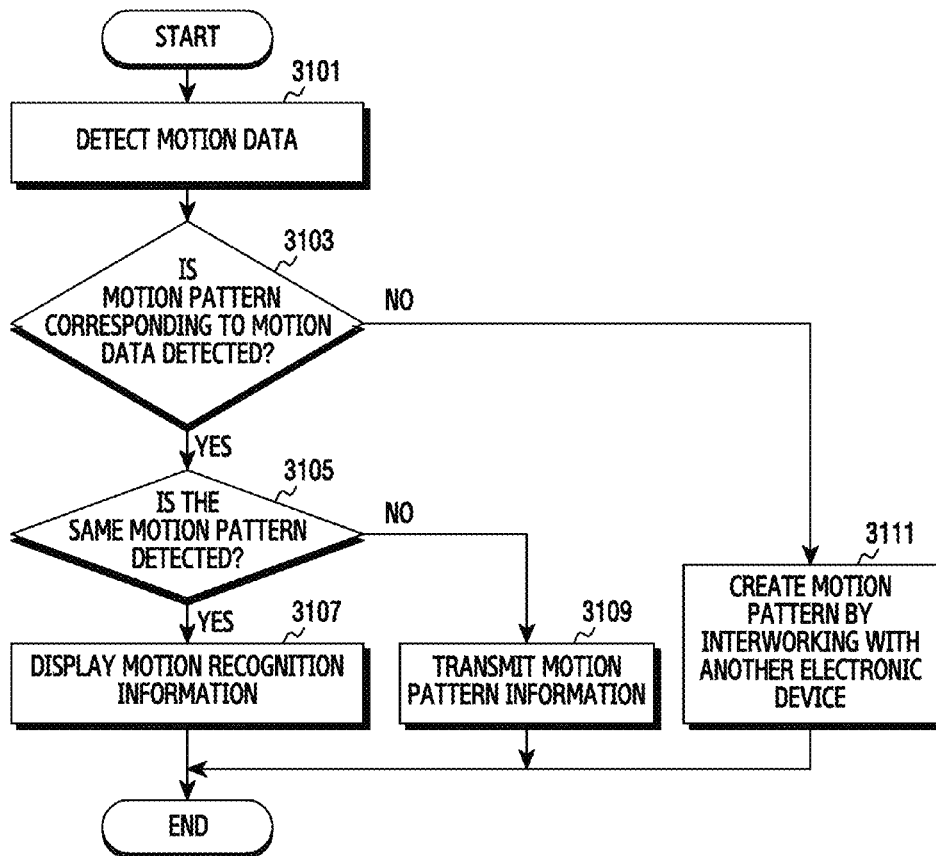 START
3101
DETECT MOTION DATA
3103
IS
MOTION PATTERN
CORRESPONDING TO MOTION
DATA DETECTED?
NO
YES
3105
IS THE
SAME MOTION PATTERN
DETECTED?
NO
YES
3107
DISPLAY MOTION RECOGNITION
INFORMATION
3109
TRANSMIT MOTION
PATTERN INFORMATION
3111
CREATE MOTION
PATTERN BY
INTERWORKING WITH
ANOTHER ELECTRONIC
DEVICE
END